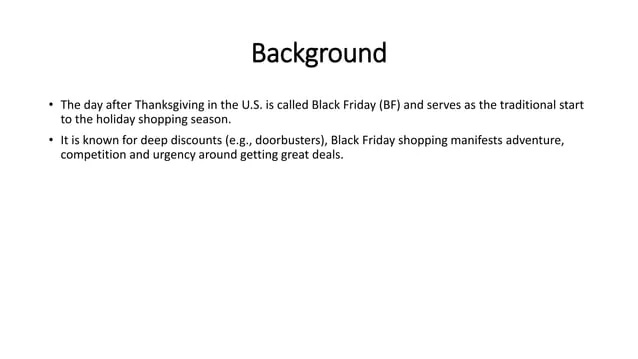 Background
• The day after Thanksgiving in the U.S. is called Black Friday (BF) and serves as the traditional start
to the holiday shopping season.
• It is known for deep discounts (e.g., doorbusters), Black Friday shopping manifests adventure,
competition and urgency around getting great deals.